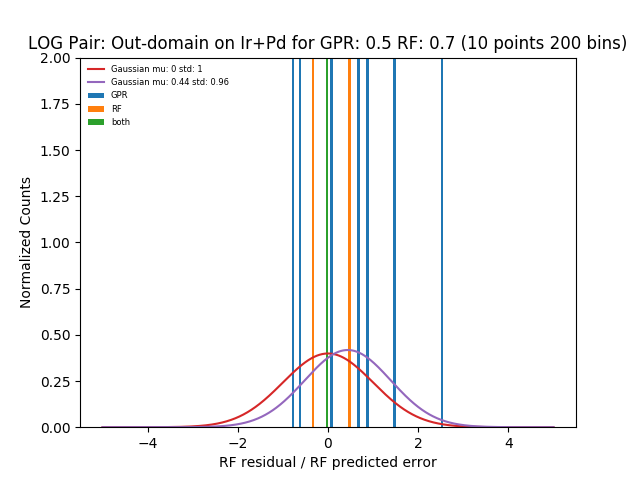 LOG Pair: Out-domain on Ir+Pd for GPR: 0.5 RF: 0.7 (10 points 200 bins)
Gaussian mu: 0 std: 1
Gaussian mu: 0.44 std: 0.96
GPR
RF
both
2.00
1.75
1.50
1.25
1.00
0.75
0.50
0.25
0.00
Normalized Counts
−4
−2
0
2
4
RF residual / RF predicted error